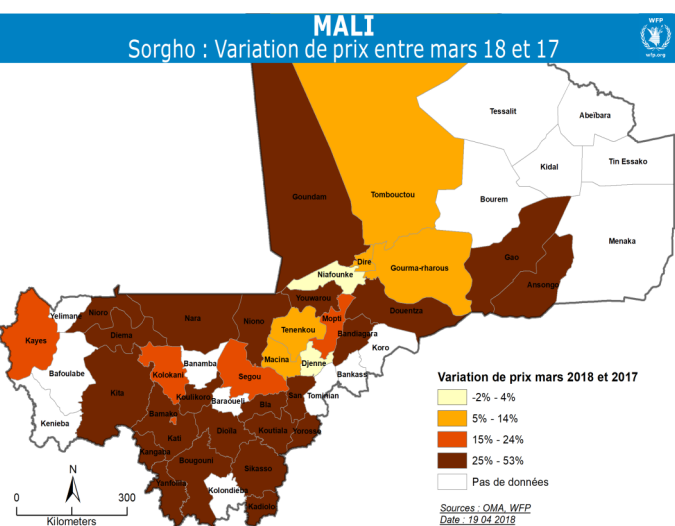 MALI
Sorgho : Variation de prix entre mars 18 et 17
WFP
wfp.org
Tessalit
Abeïbara
Kidal
Tin Essako
Goundam
Tombouctou
Bourem
Menaka
Dire
Niafounke
Gourma-rharous
Gao
Ansongo
Youwarou
Douentza
Yelimane
Nioro
Nara
Niono
Mopti
Kayes
Diema
Tenenkou
Bandiagara
Koro
Bafoulabe
Kolokani
Banamba
Macina
Djenne
Bankass
Segou
Kita
Koulikoro
Baraoueli
San
Tominian
Kenieba
Bamako
Bla
Kati
Dioila
Koutiala
Yorosso
Kangaba
Bougouni
Sikasso
Yanfolila
Kolondieba
Kadiolo
N
0 300
Kilometers
Variation de prix mars 2018 et 2017
-2% - 4%
5% - 14%
15% - 24%
25% - 53%
Pas de données
Sources : OMA, WFP
Date : 19 04 2018